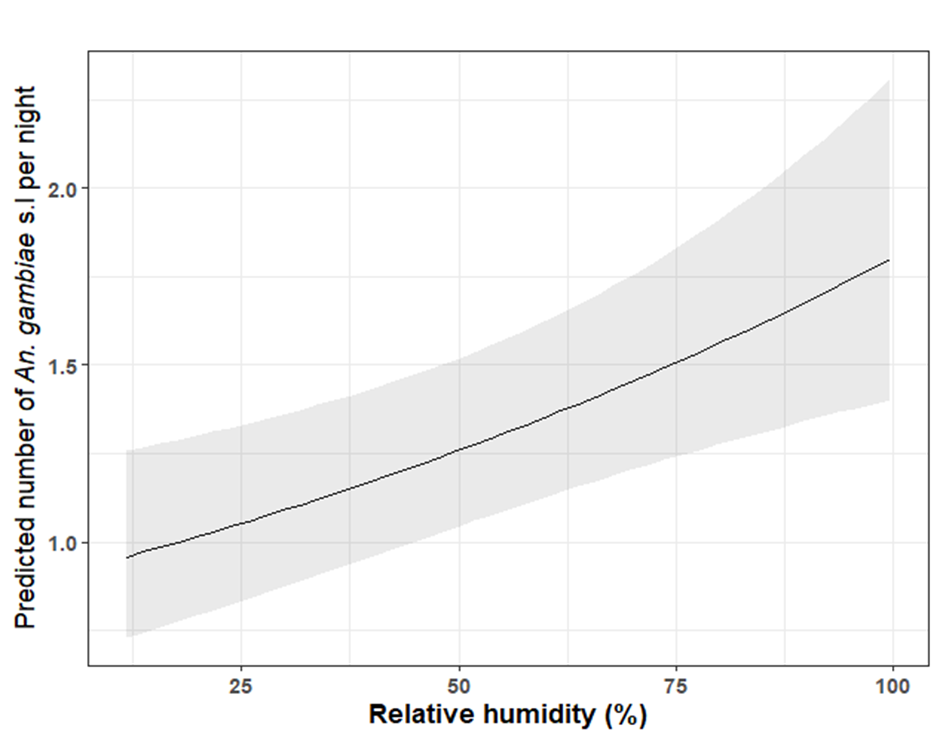 Predicted number of An. gambiae s.l per night
2.0
1.5
1.0
25 50 75 100
Relative humidity (%)